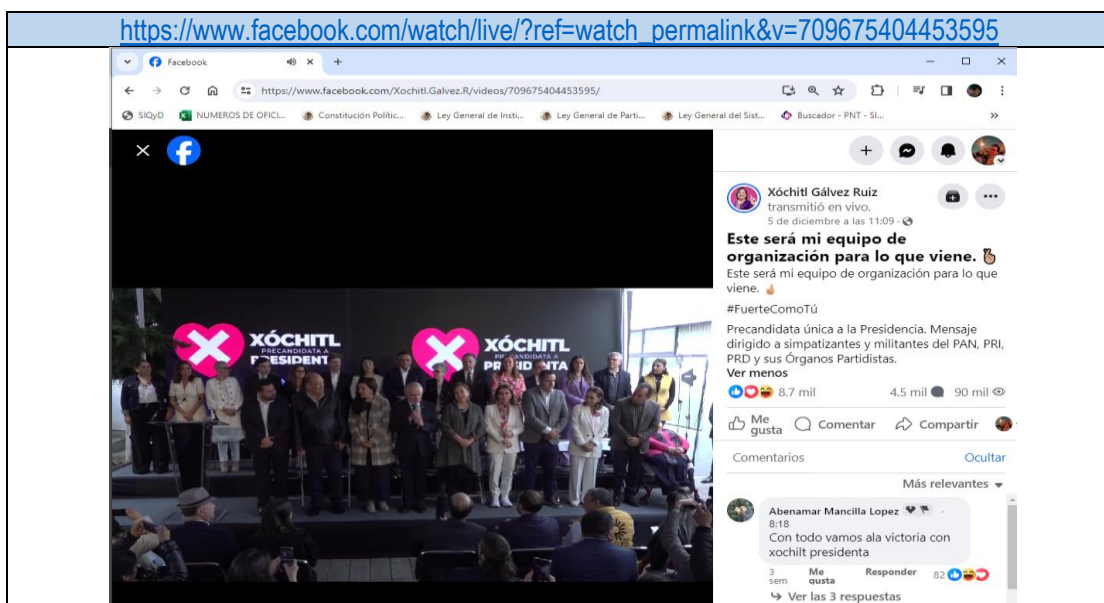 https://www.facebook.com/watch/live/?ref=watch_permalink&v=709675404453595
Facebook
https://www.facebook.com/Xochitl.Galvez.R/videos/709675404453595/
SIQyD
NUMEROS DE OFICI...
Constitución Polític...
Ley General de Insti...
Ley General de Parti...
Ley General del Sist...
Buscador - PNT - SI...
Xóchitl Gálvez Ruiz
transmitió en vivo.
5 de diciembre a las 11:09 ·
Este será mi equipo de
organización para lo que viene.
Este será mi equipo de organización para lo que
viene.
#FuerteComoTú
Precandidata única a la Presidencia. Mensaje
dirigido a simpatizantes y militantes del PAN, PRI,
PRD y sus Órganos Partidistas.
Ver menos
8.7 mil 4.5 mil 90 mil
Me gusta
Comentar
Compartir
Comentarios
Ocultar
Más relevantes
Abenamar Mancilla Lopez ·
8:18
Con todo vamos ala victoria con
xochilt presidenta
3 sem
Me gusta
Responder
82
Ver las 3 respuestas
XÓCHITL
PRECANDIDATA A
XÓCHITL
PRECANDIDATA A